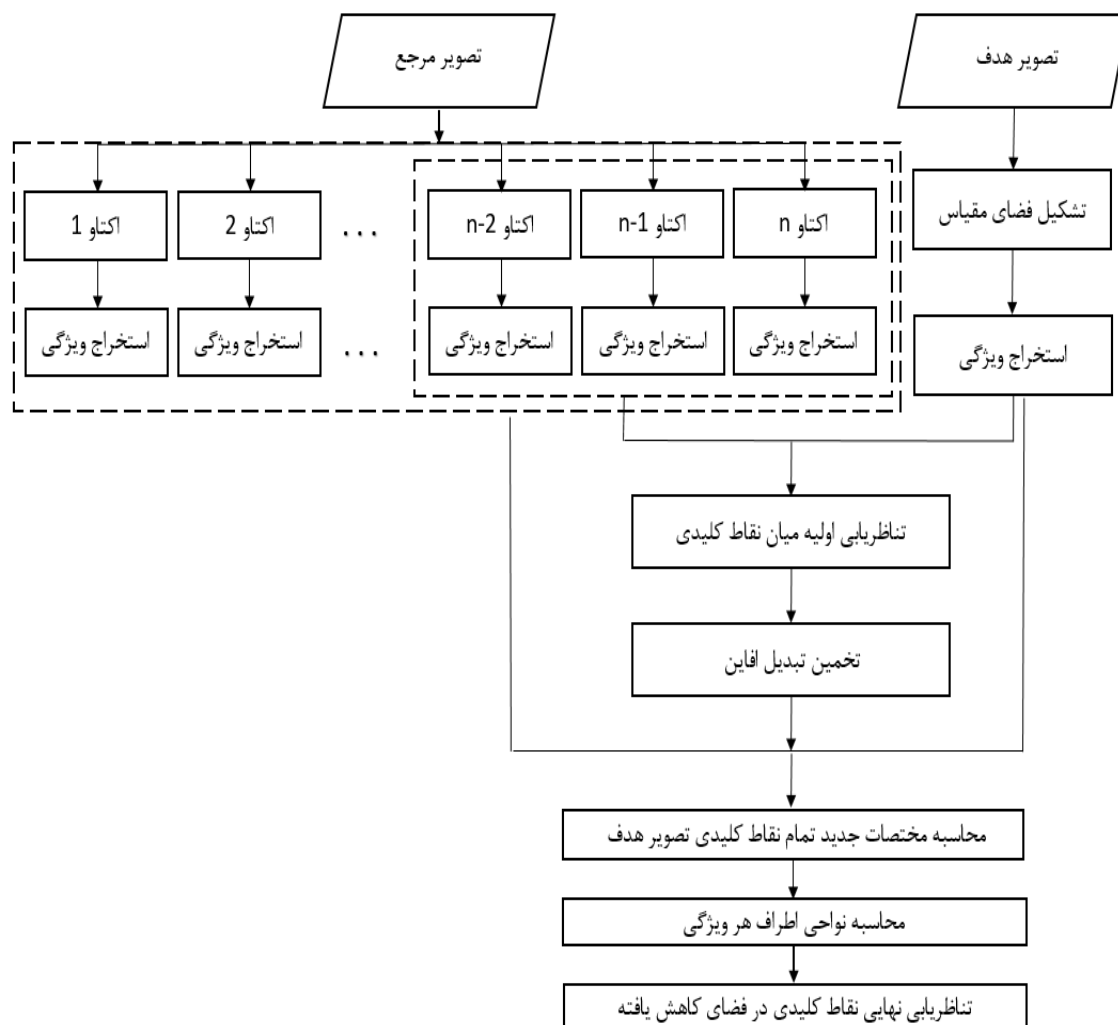 تصویر هدف
تصویر مرجع
تشکیل فضای مقیاس
اکتاو n
اکتاو n-1
اکتاو n-2
. . .
اکتاو 2
اکتاو 1
استخراج ویژگی
استخراج ویژگی
استخراج ویژگی
استخراج ویژگی
. . .
استخراج ویژگی
استخراج ویژگی
تناظریابی اولیه میان نقاط کلیدی
تخمین تبدیل افاین
محاسبه مختصات جدید تمام نقاط کلیدی تصویر هدف
محاسبه نواحی اطراف هر ویژگی
تناظریابی نهایی نقاط کلیدی در فضای کاهش یافته